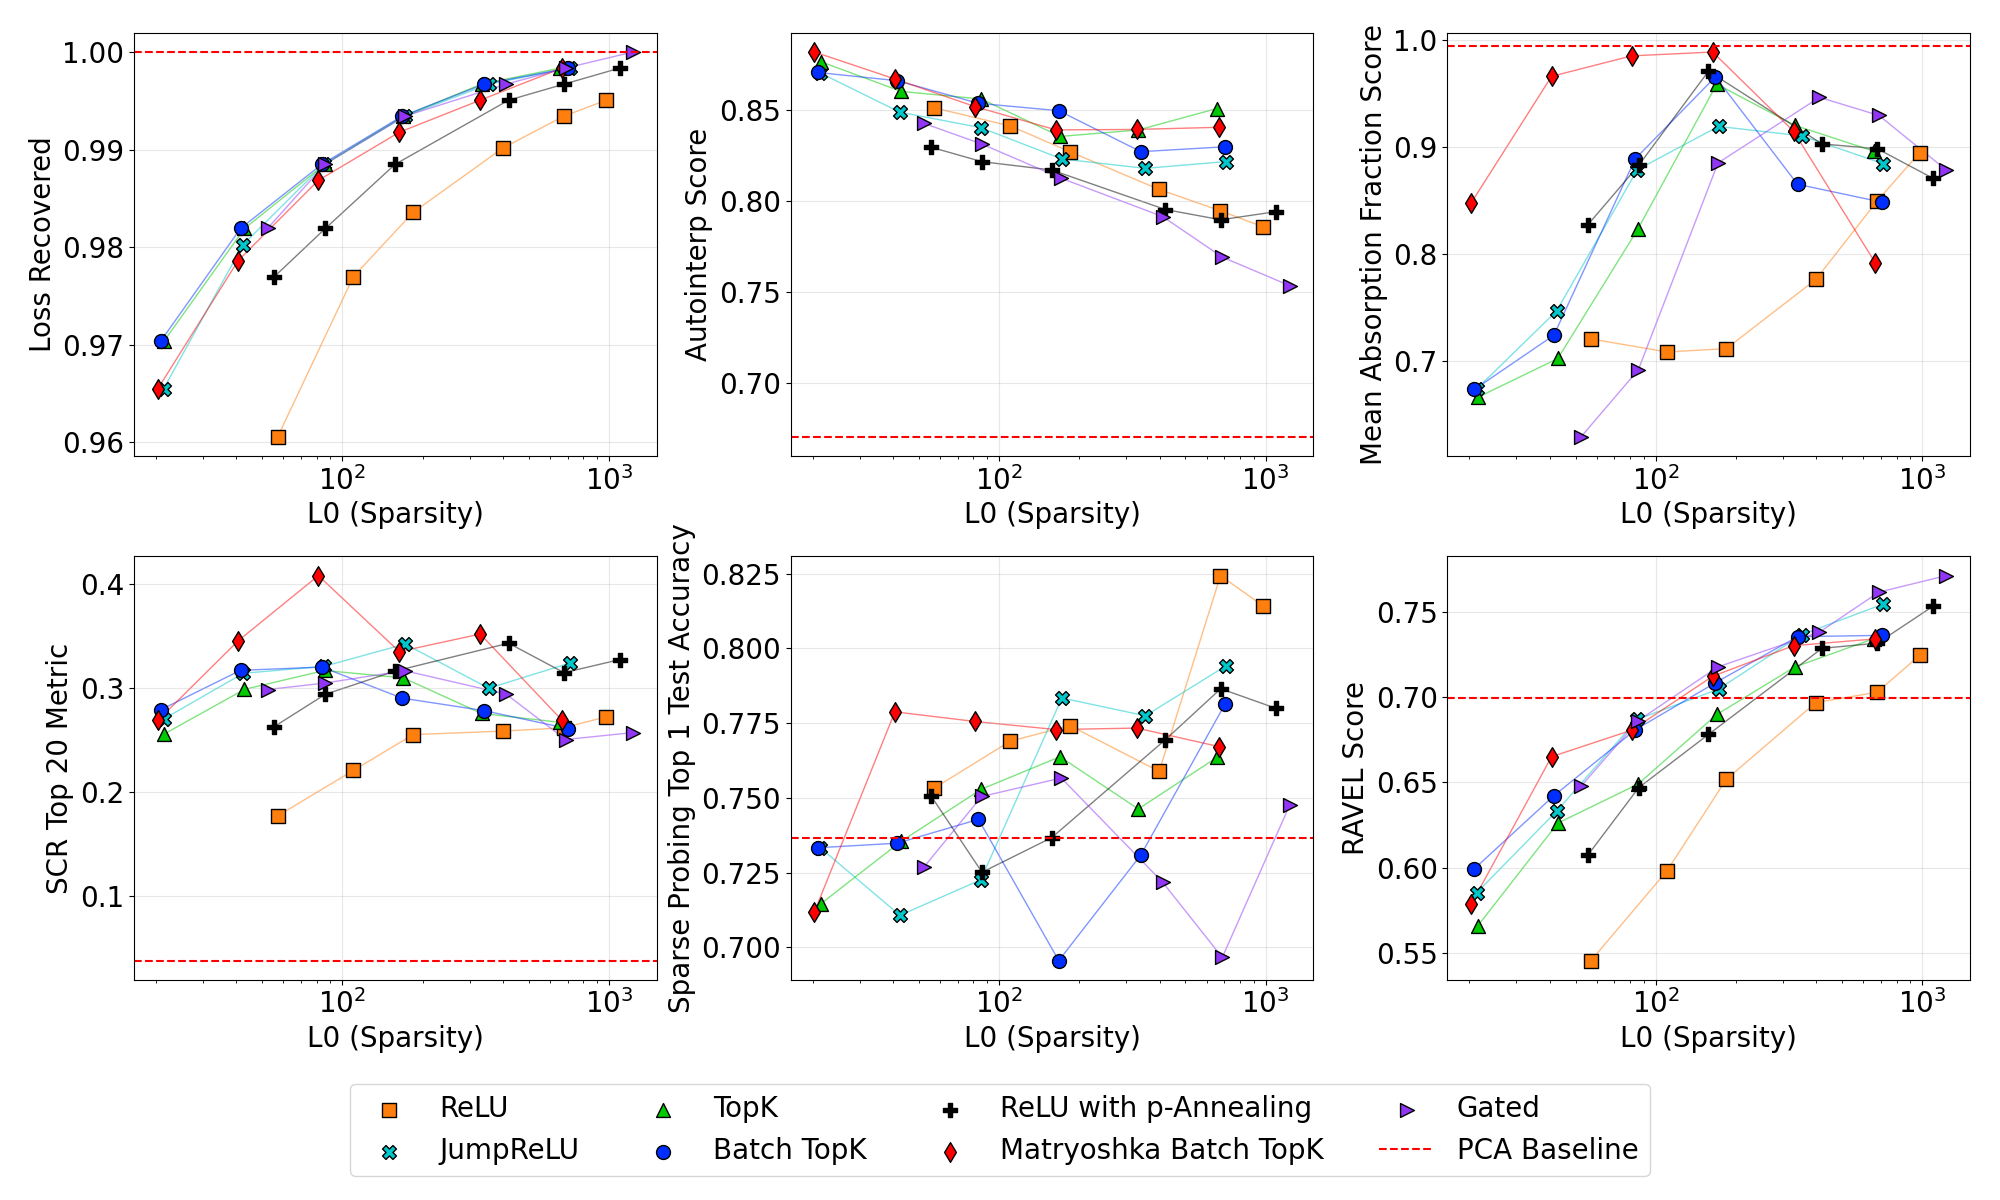 Loss Recovered
1.00
0.99
0.98
0.97
0.96
10²
10³
L0 (Sparsity)
Autointerp Score
0.85
0.80
0.75
0.70
10²
10³
L0 (Sparsity)
Mean Absorption Fraction Score
1.0
0.9
0.8
0.7
10²
10³
L0 (Sparsity)
SCR Top 20 Metric
0.4
0.3
0.2
0.1
10²
10³
L0 (Sparsity)
Sparse Probing Top 1 Test Accuracy
0.825
0.800
0.775
0.750
0.725
0.700
10²
10³
L0 (Sparsity)
RAVEL Score
0.75
0.70
0.65
0.60
0.55
10²
10³
L0 (Sparsity)
ReLU
JumpReLU
TopK
Batch TopK
ReLU with p-Annealing
Matryoshka Batch TopK
Gated
PCA Baseline